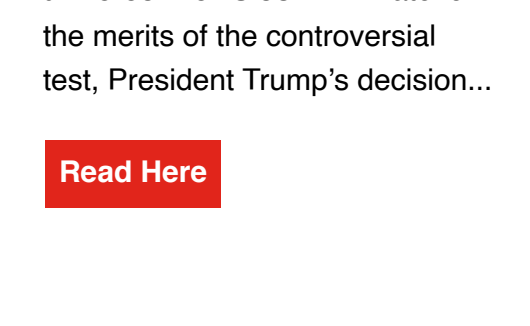 the merits of the controversial
test, President Trump’s decision...
Read Here